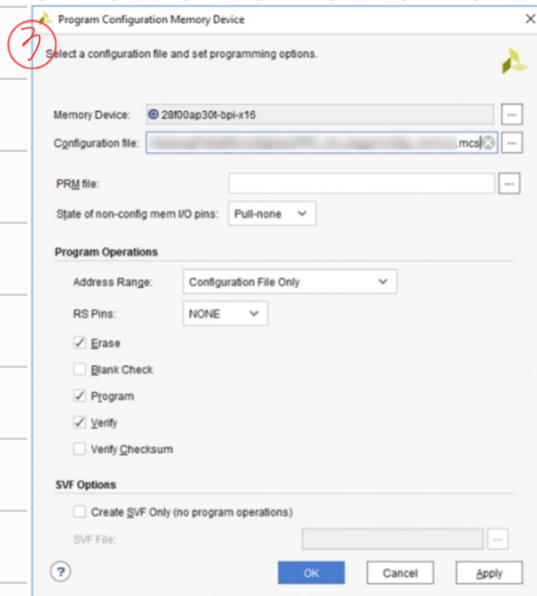 Program Configuration Memory Device
3
Select a configuration file and set programming options.
Memory Device: 28f00ap30t-bpi-x16 ...
Configuration file: .mcs ...
PRM file: ...
State of non-config mem I/O pins: Pull-none
Program Operations
Address Range: Configuration File Only
RS Pins: NONE
Erase
Blank Check
Program
Verify
Verify Checksum
SVF Options
Create SVF Only (no program operations)
SVF File: ...
? OK Cancel Apply